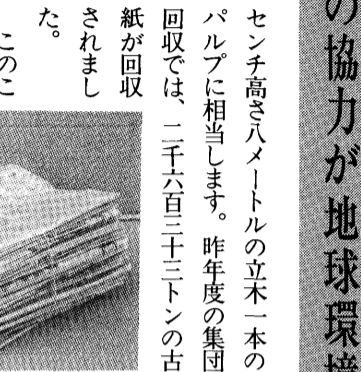 の協力が地球環境
センチ高さ八メートルの立木一本の
パルプに相当します。昨年度の集団
回収では、二千六百三十三トンの古
紙が回収
されまし
た。
このこ